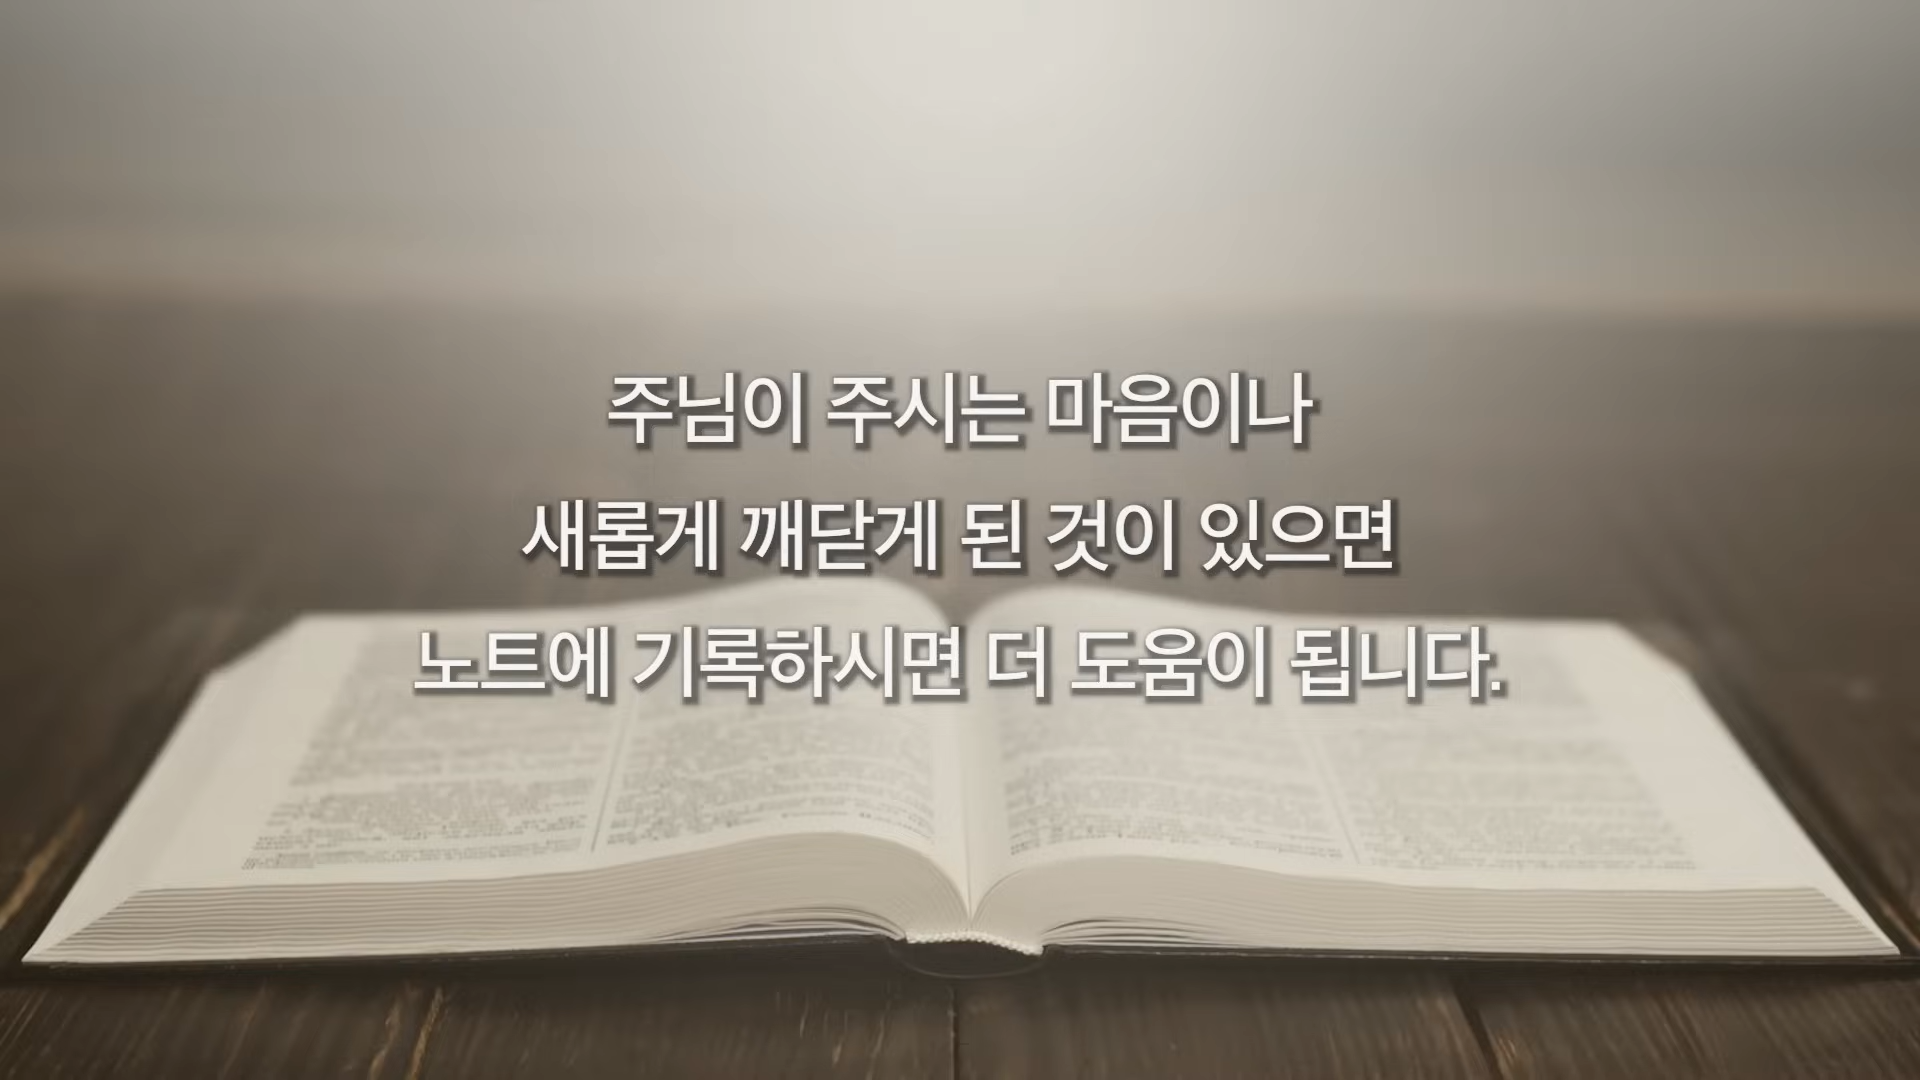 주님이 주시는 마음이나
새롭게 깨닫게 된 것이 있으면
노트에 기록하시면 더 도움이 됩니다.